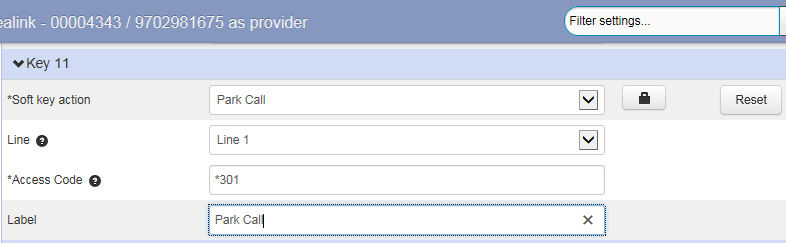 ealink - 00004343 / 9702981675 as provider
Filter settings...
Key 11
*Soft key action
Park Call
Reset
Line
Line 1
*Access Code
*301
Label
Park Call